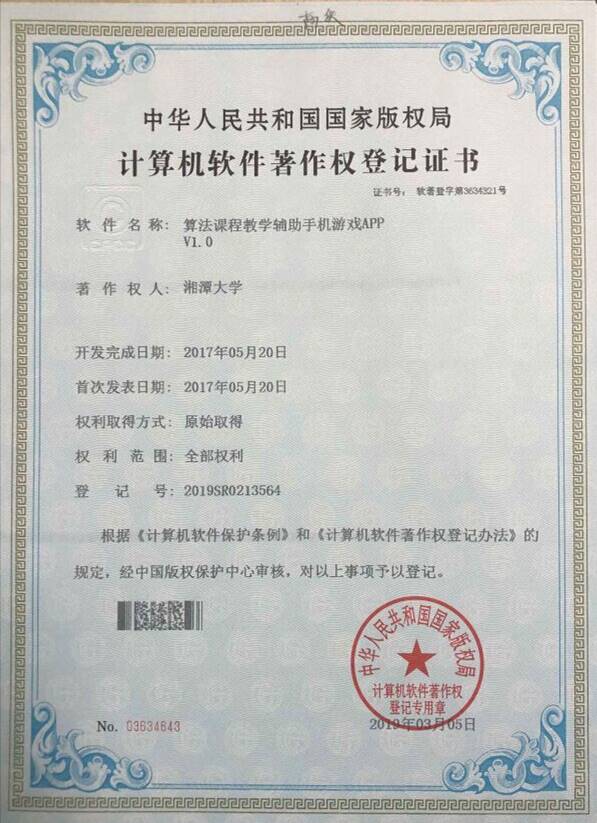 中华人民共和国国家版权局
计算机软件著作权登记证书
证书号： 软著登字第3634321号
软件名称： 算法课程教学辅助手机游戏APP
V1.0
著作权人： 湘潭大学
开发完成日期： 2017年05月20日
首次发表日期： 2017年05月20日
权利取得方式： 原始取得
权利范围： 全部权利
登记号： 2019SR0213564
根据《计算机软件保护条例》和《计算机软件著作权登记办法》的
规定，经中国版权保护中心审核，对以上事项予以登记。
中华人民共和国国家版权局
计算机软件著作权
登记专用章
No. 03634643
2019年03月05日